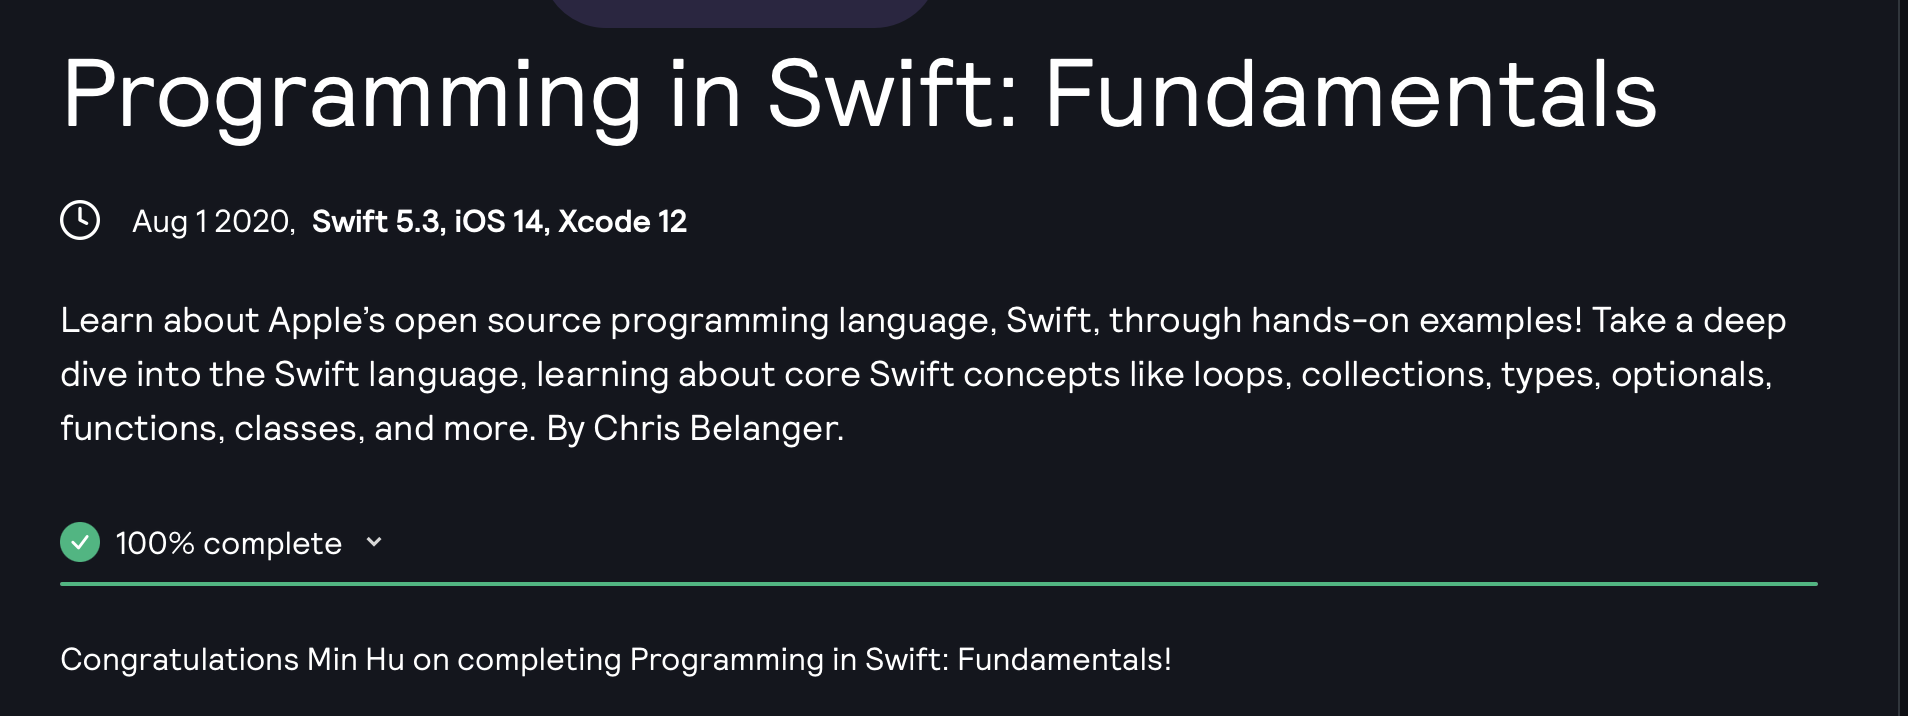 Programming in Swift: Fundamentals
Aug 1 2020, Swift 5.3, iOS 14, Xcode 12
Learn about Apple’s open source programming language, Swift, through hands-on examples! Take a deep
dive into the Swift language, learning about core Swift concepts like loops, collections, types, optionals,
functions, classes, and more. By Chris Belanger.
100% complete
Congratulations Min Hu on completing Programming in Swift: Fundamentals!